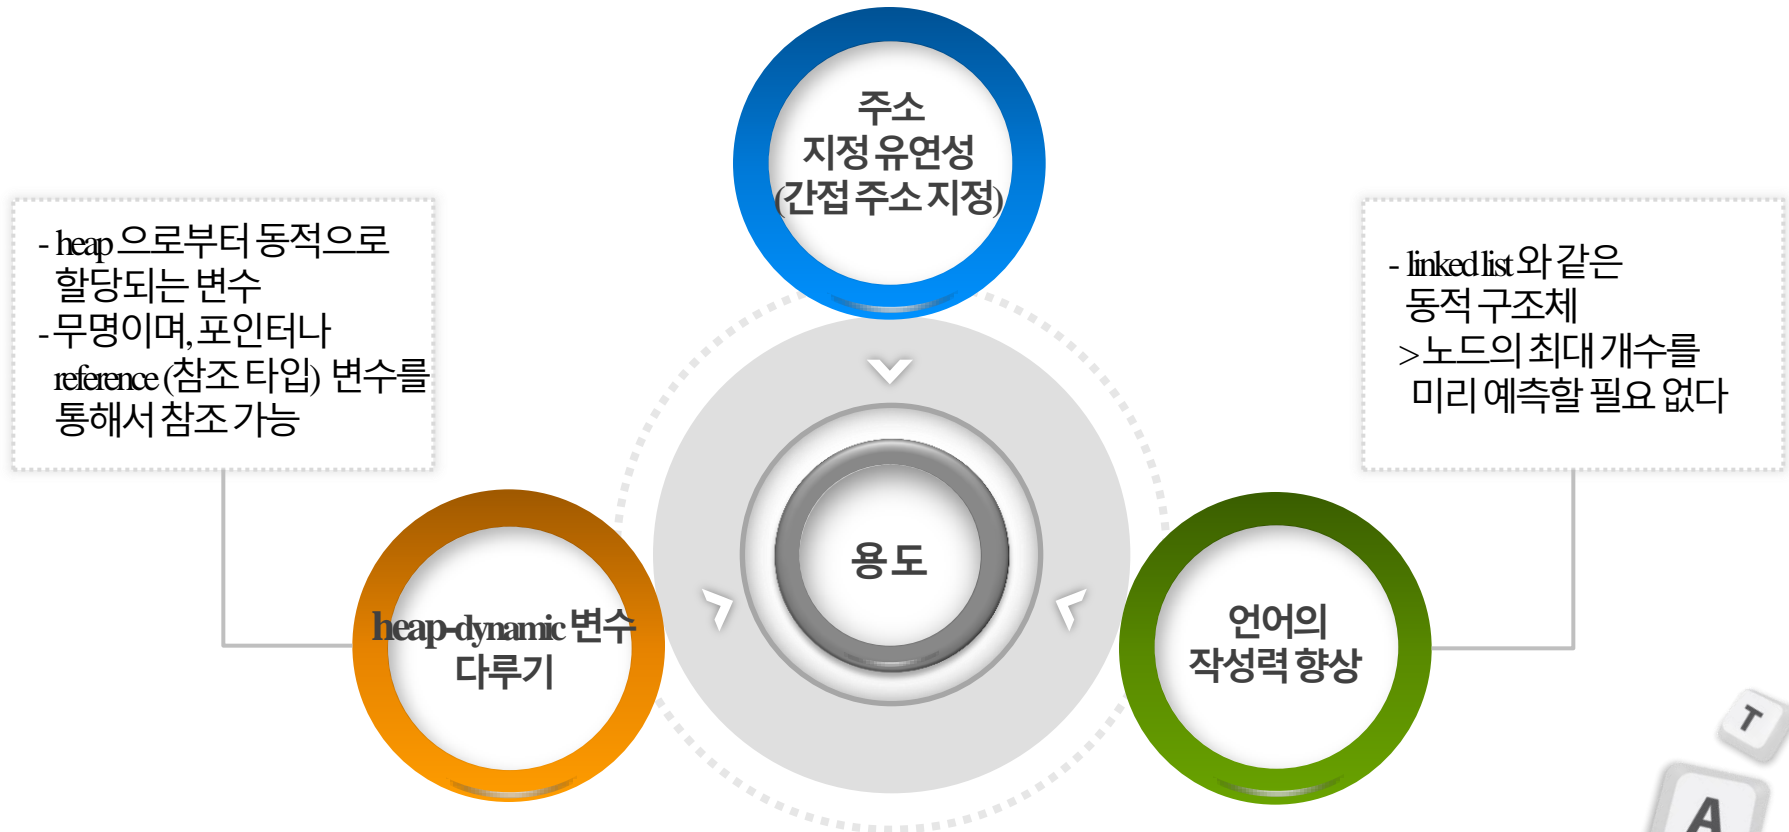 주소
지정 유연성
(간접 주소 지정)
- heap 으로부터 동적으로
할당되는 변수
- 무명이며, 포인터나
reference (참조 타입) 변수를
통해서 참조 가능
- linked list 와 같은
동적 구조체
> 노드의 최대 개수를
미리 예측할 필요 없다
용도
heap-dynamic 변수
다루기
언어의
작성력 향상
T
A